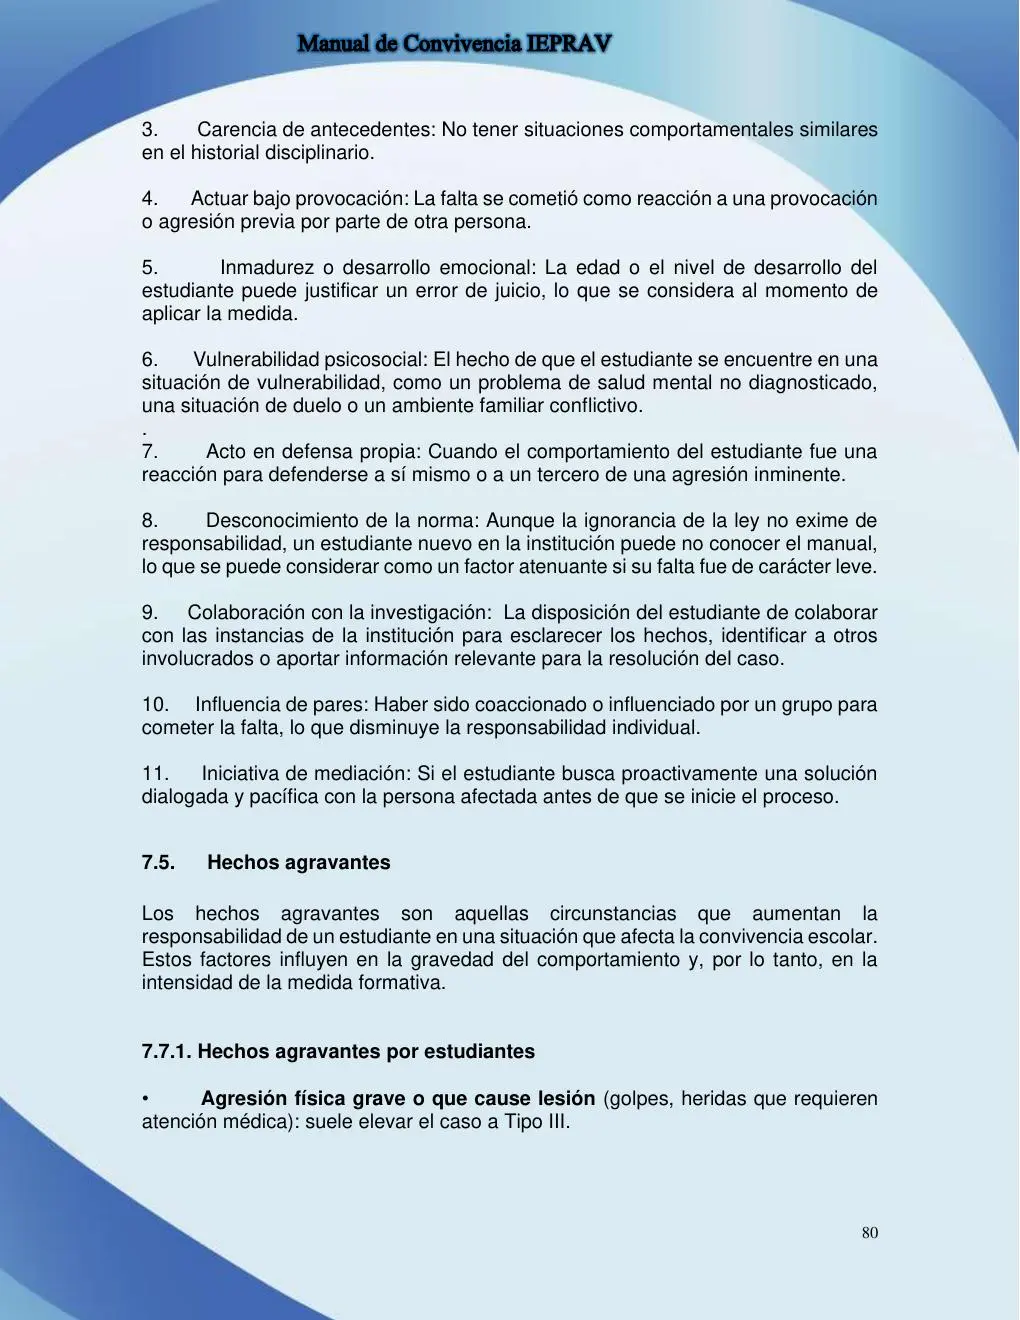 Manual de Convivencia IEPRAV
3. Carencia de antecedentes: No tener situaciones comportamentales similares
en el historial disciplinario.
4. Actuar bajo provocación: La falta se cometió como reacción a una provocación
o agresión previa por parte de otra persona.
5. Inmadurez o desarrollo emocional: La edad o el nivel de desarrollo del
estudiante puede justificar un error de juicio, lo que se considera al momento de
aplicar la medida.
6. Vulnerabilidad psicosocial: El hecho de que el estudiante se encuentre en una
situación de vulnerabilidad, como un problema de salud mental no diagnosticado,
una situación de duelo o un ambiente familiar conflictivo.
.
7. Acto en defensa propia: Cuando el comportamiento del estudiante fue una
reacción para defenderse a sí mismo o a un tercero de una agresión inminente.
8. Desconocimiento de la norma: Aunque la ignorancia de la ley no exime de
responsabilidad, un estudiante nuevo en la institución puede no conocer el manual,
lo que se puede considerar como un factor atenuante si su falta fue de carácter leve.
9. Colaboración con la investigación: La disposición del estudiante de colaborar
con las instancias de la institución para esclarecer los hechos, identificar a otros
involucrados o aportar información relevante para la resolución del caso.
10. Influencia de pares: Haber sido coaccionado o influenciado por un grupo para
cometer la falta, lo que disminuye la responsabilidad individual.
11. Iniciativa de mediación: Si el estudiante busca proactivamente una solución
dialogada y pacífica con la persona afectada antes de que se inicie el proceso.
7.5. Hechos agravantes
Los hechos agravantes son aquellas circunstancias que aumentan la
responsabilidad de un estudiante en una situación que afecta la convivencia escolar.
Estos factores influyen en la gravedad del comportamiento y, por lo tanto, en la
intensidad de la medida formativa.
7.7.1. Hechos agravantes por estudiantes
• Agresión física grave o que cause lesión (golpes, heridas que requieren
atención médica): suele elevar el caso a Tipo III.
80